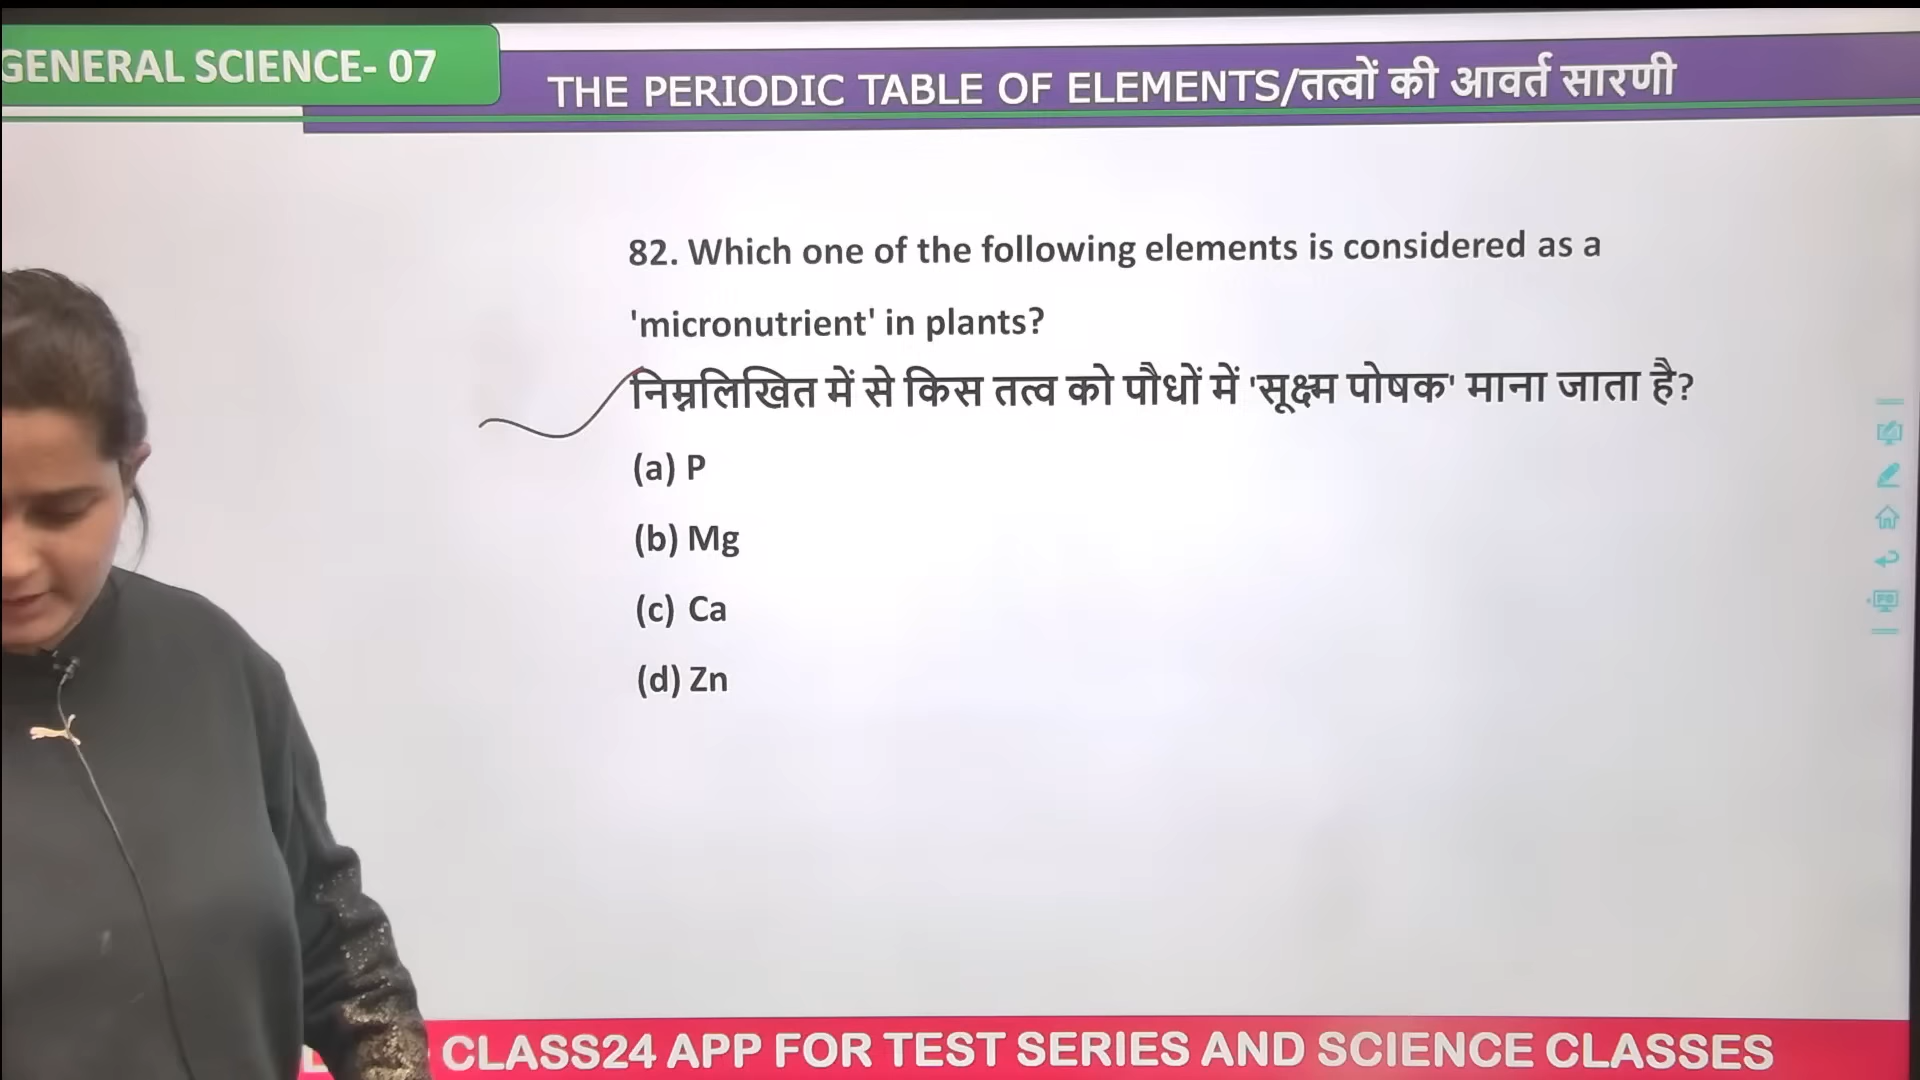 GENERAL SCIENCE- 07
THE PERIODIC TABLE OF ELEMENTS/तत्वों की आवर्त सारणी
82. Which one of the following elements is considered as a
'micronutrient' in plants?
निम्नलिखित में से किस तत्व को पौधों में 'सूक्ष्म पोषक' माना जाता है?
(a) P
(b) Mg
(c) Ca
(d) Zn
CLASS24 APP FOR TEST SERIES AND SCIENCE CLASSES